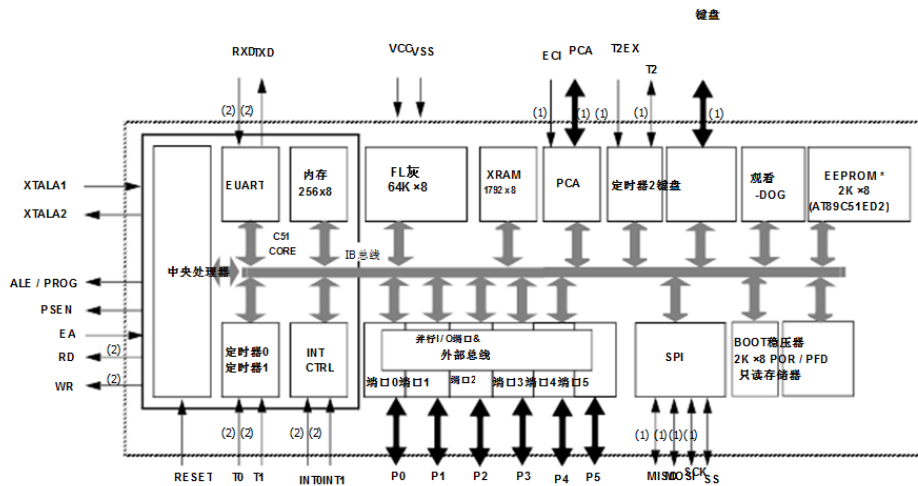 键盘
RXD TXD
VCC VSS
ECI
PCA
T2EX
T2
(2) (2)
(1)
(1) (1)
(1)
(1)
XTALA1
XTALA2
ALE / PROG
PSEN
EA
RD
(2)
WR
(2)
EUART
内存
256x8
FL灰
64K ×8
XRAM
1792 x 8
PCA
定时器2键盘
观看
-DOG
EEPROM *
2K ×8
(AT89C51ED2)
C51
CORE
IB总线
中央处理器
定时器0
定时器1
INT
CTRL
并行I/O端口&
外部总线
端口0端口1
端口2
端口3端口4端口5
SPI
BOOT稳压器
2K ×8 POR / PFD
只读存储器
(2) (2)
(2) (2)
(1) (1) (1) (1)
RESET
T0 T1
INT0INT1
P0
P1
P2
P3
P4
P5
MISO
MOSI
SCK
SS